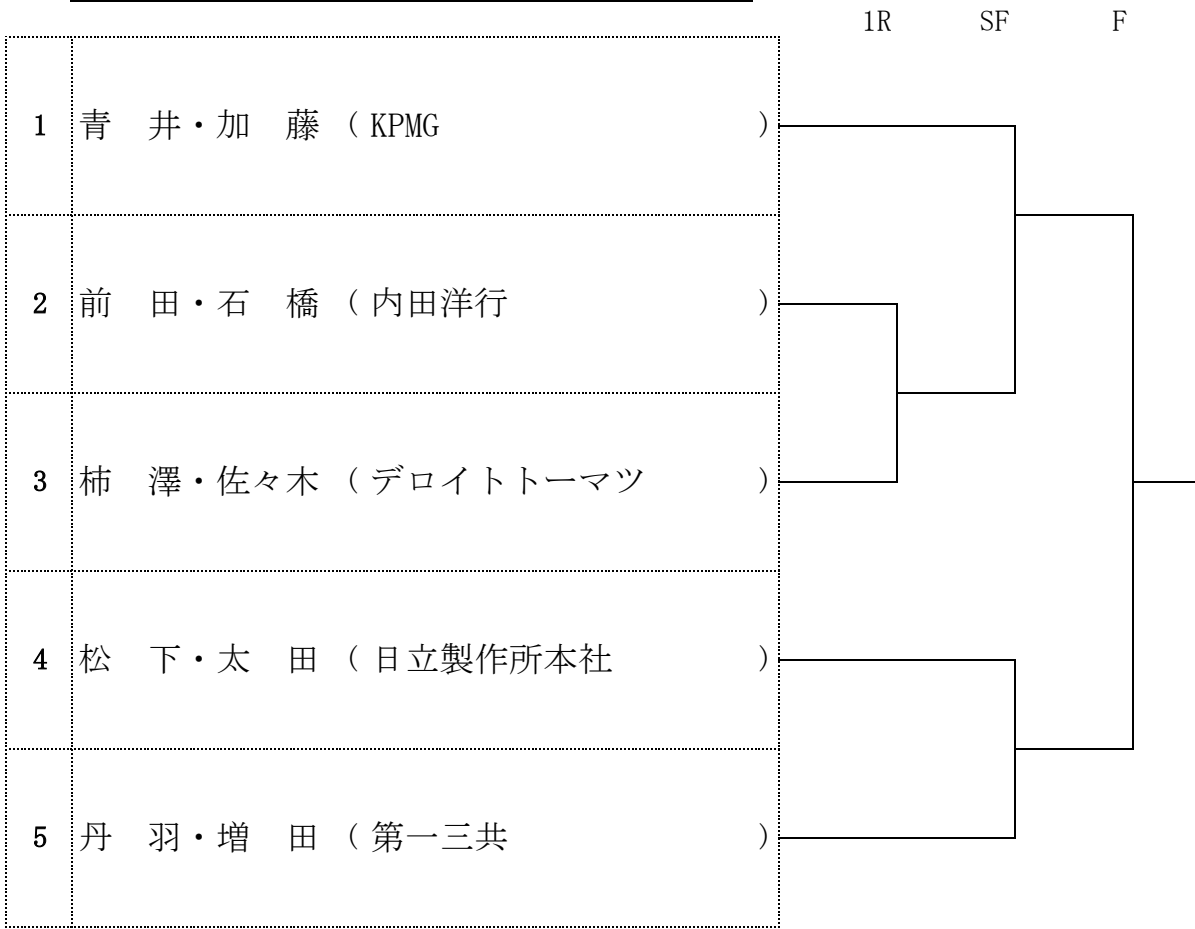 1R SF F
1 青 井・加 藤 ( KPMG )
2 前 田・石 橋 ( 内田洋行 )
3 柿 澤・佐々木 ( デロイトトーマツ )
4 松 下・太 田 ( 日立製作所本社 )
5 丹 羽・増 田 ( 第一三共 )